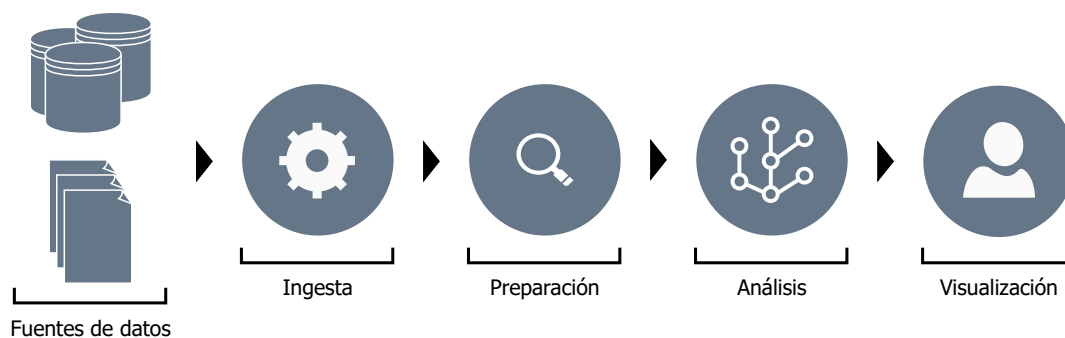 Ingesta
Preparación
Análisis
Visualización
Fuentes de datos